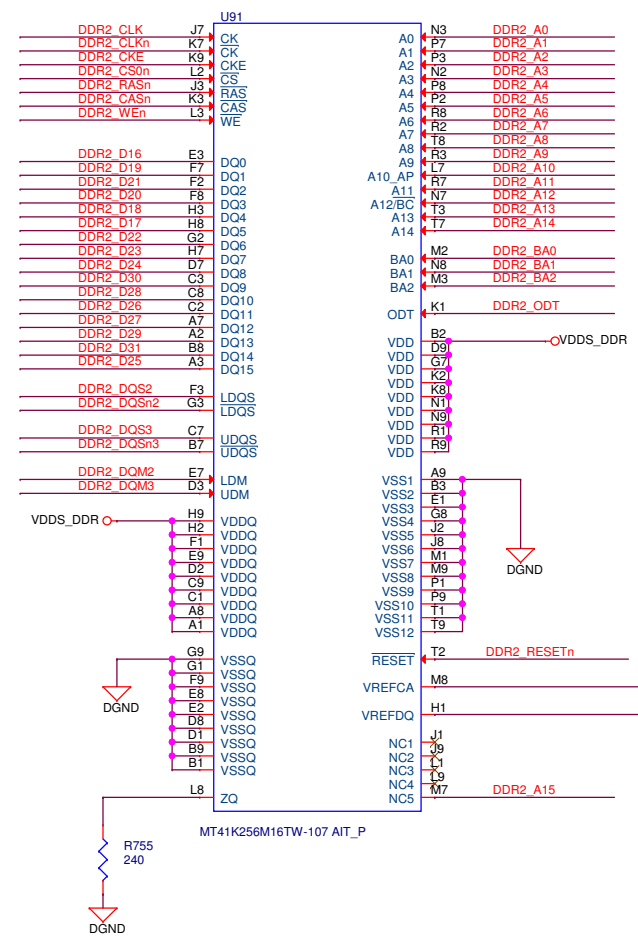 U91
DDR2_CLK J7 CK A0 N3 DDR2_A0
DDR2_CLKn K7 CK A1 P7 DDR2_A1
DDR2_CKE K9 CKE A2 P3 DDR2_A2
DDR2_CS0n L2 CS A3 N2 DDR2_A3
DDR2_RASn J3 RAS A4 P8 DDR2_A4
DDR2_CASn K3 CAS A5 P2 DDR2_A5
DDR2_WEn L3 WE A6 R8 DDR2_A6
A7 R2 DDR2_A7
A8 T8 DDR2_A8
DDR2_D16 E3 DQ0 A9 R3 DDR2_A9
DDR2_D19 F7 DQ1 A10_AP L7 DDR2_A10
DDR2_D21 F2 DQ2 A11 R7 DDR2_A11
DDR2_D20 F8 DQ3 A12/BC N7 DDR2_A12
DDR2_D18 H3 DQ4 A13 T3 DDR2_A13
DDR2_D17 H8 DQ5 A14 T7 DDR2_A14
DDR2_D22 G2 DQ6
DDR2_D23 H7 DQ7 BA0 M2 DDR2_BA0
DDR2_D24 D7 DQ8 BA1 N8 DDR2_BA1
DDR2_D30 C3 DQ9 BA2 M3 DDR2_BA2
DDR2_D28 C8 DQ10
DDR2_D26 C2 DQ11 ODT K1 DDR2_ODT
DDR2_D27 A7 DQ12
DDR2_D29 A2 DQ13 VDD B2 VDDS_DDR
DDR2_D31 B8 DQ14 VDD D9
DDR2_D25 A3 DQ15 VDD G7
VDD K2
DDR2_DQS2 F3 LDQS VDD K8
DDR2_DQSn2 G3 LDQS VDD N1
VDD N9
DDR2_DQS3 C7 UDQS VDD R1
DDR2_DQSn3 B7 UDQS VDD R9
DDR2_DQM2 E7 LDM VSS1 A9
DDR2_DQM3 D3 UDM VSS2 B3
VSS3 E1
VDDS_DDR H9 VDDQ VSS4 G8
H2 VDDQ VSS5 J2
F1 VDDQ VSS6 J8
E9 VDDQ VSS7 M1 DGND
D2 VDDQ VSS8 M9
C9 VDDQ VSS9 P1
C1 VDDQ VSS10 P9
A8 VDDQ VSS11 T1
A1 VDDQ VSS12 T9
G9 VSSQ RESET T2 DDR2_RESETn
G1 VSSQ
F9 VSSQ VREFCA M8
E8 VSSQ
DGND E2 VSSQ VREFDQ H1
D8 VSSQ
D1 VSSQ NC1 J1
B9 VSSQ NC2 J9
B1 VSSQ NC3 L1
NC4 L9
L8 ZQ NC5 M7 DDR2_A15
MT41K256M16TW-107 AIT_P
R755
240
DGND